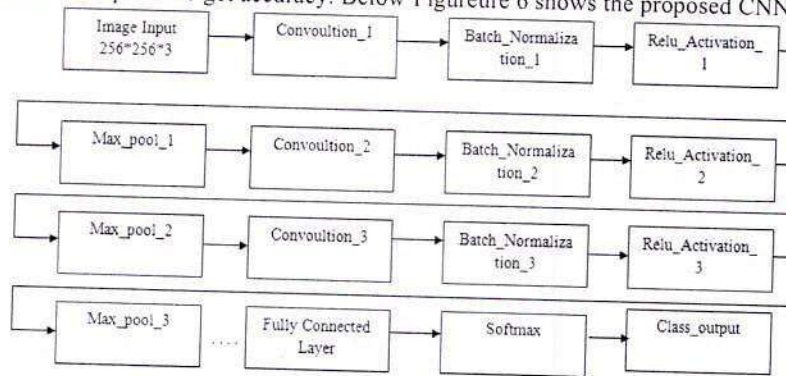 get accuracy. Below Figureure 6 shows the proposed CNN
Image Input
256*256*3
Convoultion_1
Batch_Normaliza
tion_1
Relu_Activation_
1
Max_pool_1
Convoultion_2
Batch_Normaliza
tion_2
Relu_Activation_
2
Max_pool_2
Convoultion_3
Batch_Normaliza
tion_3
Relu_Activation_
3
Max_pool_3
....
Fully Connected
Layer
Softmax
Class_output